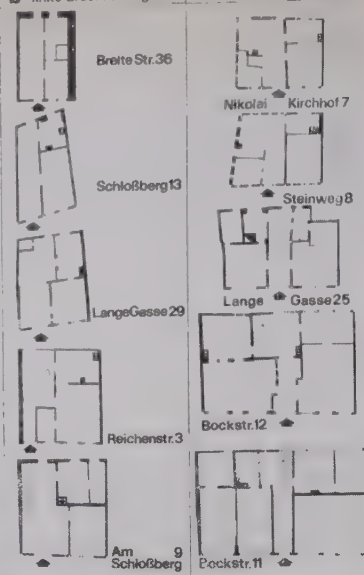 Breite Str.36
Schloßberg13
LangeGasse29
Reichenstr.3
Am 9
Schloßberg
Nikolai Kirchhof 7
Steinweg8
Lange Gasse25
Bockstr.12
Bockstr.11